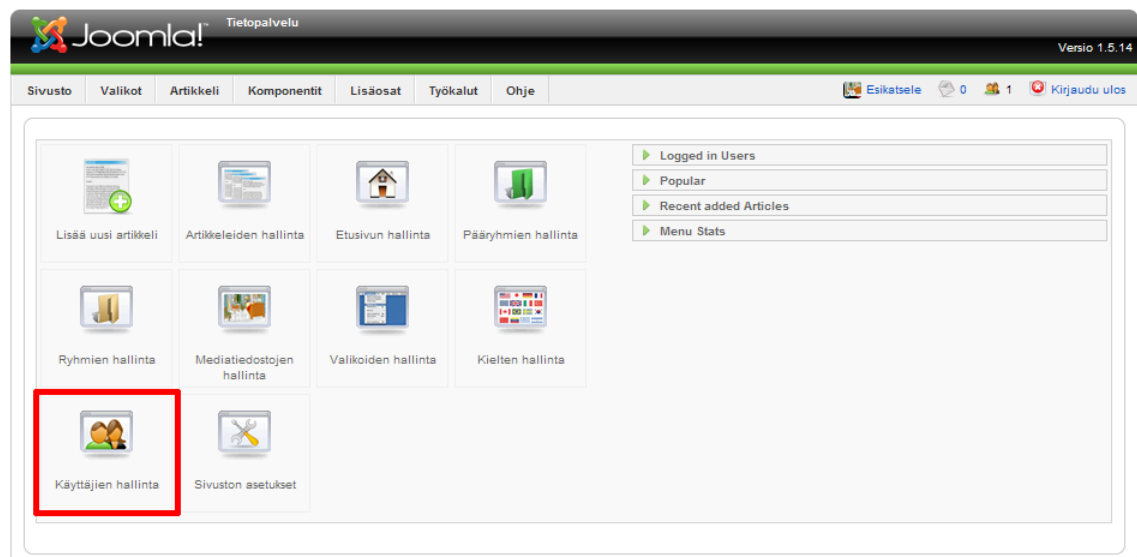 Joomla!™ Tietopalvelu
Versio 1.5.14
Sivusto Valikot Artikkeli Komponentit Lisäosat Työkalut Ohje Esikatsele 0 1 Kirjaudu ulos
Lisää uusi artikkeli
Artikkeleiden hallinta
Etusivun hallinta
Pääryhmien hallinta
Ryhmien hallinta
Mediatiedostojen
hallinta
Valikoiden hallinta
Kielten hallinta
Käyttäjien hallinta
Sivuston asetukset
Logged in Users
Popular
Recent added Articles
Menu Stats